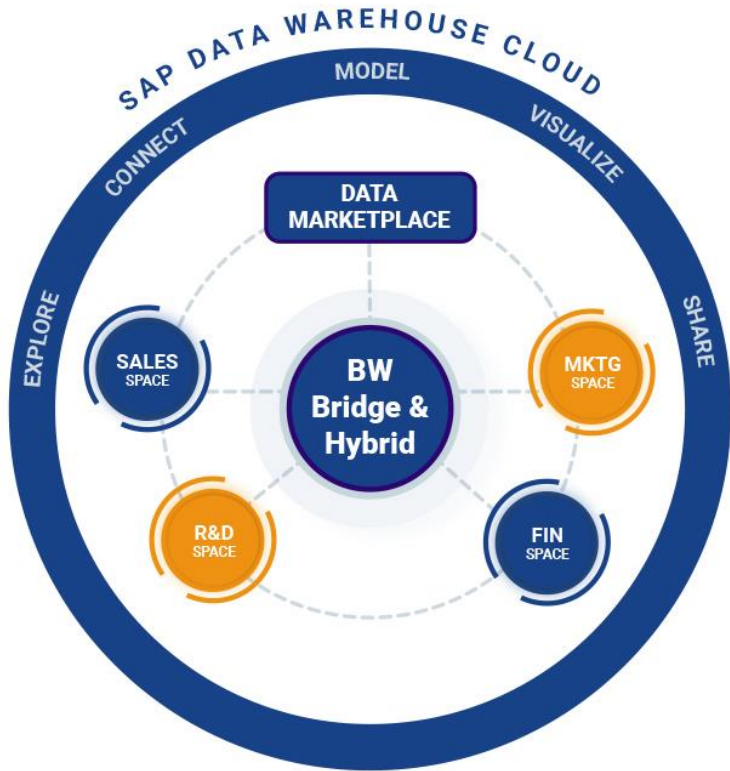 SAP DATA WAREHOUSE CLOUD
EXPLORE
CONNECT
MODEL
VISUALIZE
SHARE
DATA
MARKETPLACE
SALES
SPACE
BW
Bridge &
Hybrid
MKTG
SPACE
R&D
SPACE
FIN
SPACE